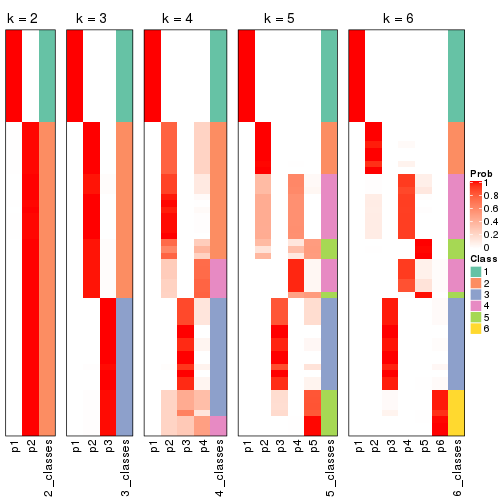 k = 2
k = 3
k = 4
k = 5
k = 6
p1
p2
2_classes
p1
p2
p3
3_classes
p1
p2
p3
p4
4_classes
p1
p2
p3
p4
p5
5_classes
p1
p2
p3
p4
p5
p6
6_classes
Prob
1
0.8
0.6
0.4
0.2
0
Class
1
2
3
4
5
6